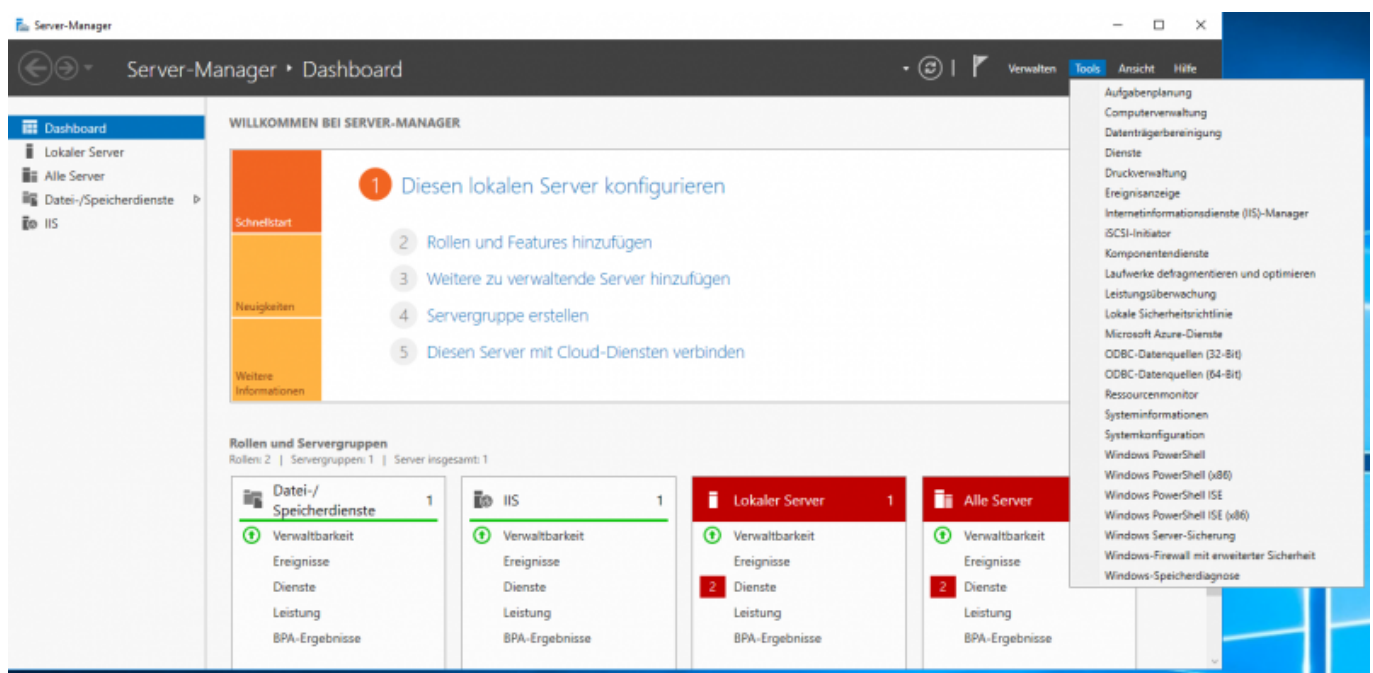 Server-Manager
Server-Manager • Dashboard
Verwalten Tools Ansicht Hilfe
Dashboard
Lokaler Server
Alle Server
Datei-/Speicherdienste
IIS
WILLKOMMEN BEI SERVER-MANAGER
Schnellstart
Neuigkeiten
Weitere
Informationen
1 Diesen lokalen Server konfigurieren
2 Rollen und Features hinzufügen
3 Weitere zu verwaltende Server hinzufügen
4 Servergruppe erstellen
5 Diesen Server mit Cloud-Diensten verbinden
Rollen und Servergruppen
Rollen: 2 | Servergruppen: 1 | Server insgesamt: 1
Datei-/
Speicherdienste 1
Verwaltbarkeit
Ereignisse
Dienste
Leistung
BPA-Ergebnisse
IIS 1
Verwaltbarkeit
Ereignisse
Dienste
Leistung
BPA-Ergebnisse
Lokaler Server 1
Verwaltbarkeit
Ereignisse
2 Dienste
Leistung
BPA-Ergebnisse
Alle Server
Verwaltbarkeit
Ereignisse
2 Dienste
Leistung
BPA-Ergebnisse
Aufgabenplanung
Computerverwaltung
Datenträgerbereinigung
Dienste
Druckverwaltung
Ereignisanzeige
Internetinformationsdienste (IIS)-Manager
iSCSI-Initiator
Komponentendienste
Laufwerke defragmentieren und optimieren
Leistungsüberwachung
Lokale Sicherheitsrichtlinie
Microsoft Azure-Dienste
ODBC-Datenquellen (32-Bit)
ODBC-Datenquellen (64-Bit)
Ressourcenmonitor
Systeminformationen
Systemkonfiguration
Windows PowerShell
Windows PowerShell (x86)
Windows PowerShell ISE
Windows PowerShell ISE (x86)
Windows Server-Sicherung
Windows-Firewall mit erweiterter Sicherheit
Windows-Speicherdiagnose